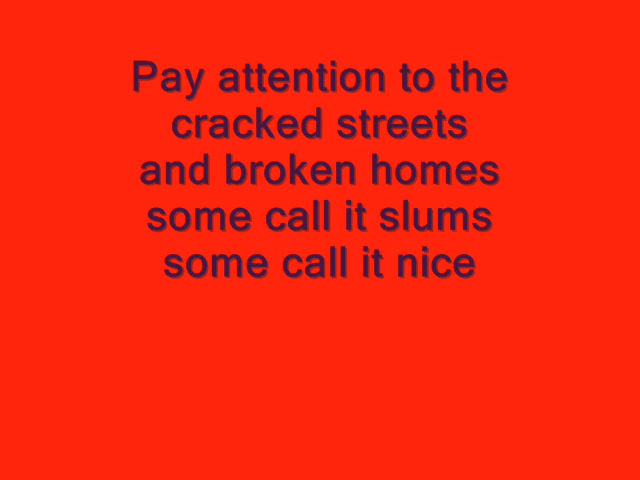 Pay attention to the
cracked streets
and broken homes
some call it slums
some call it nice